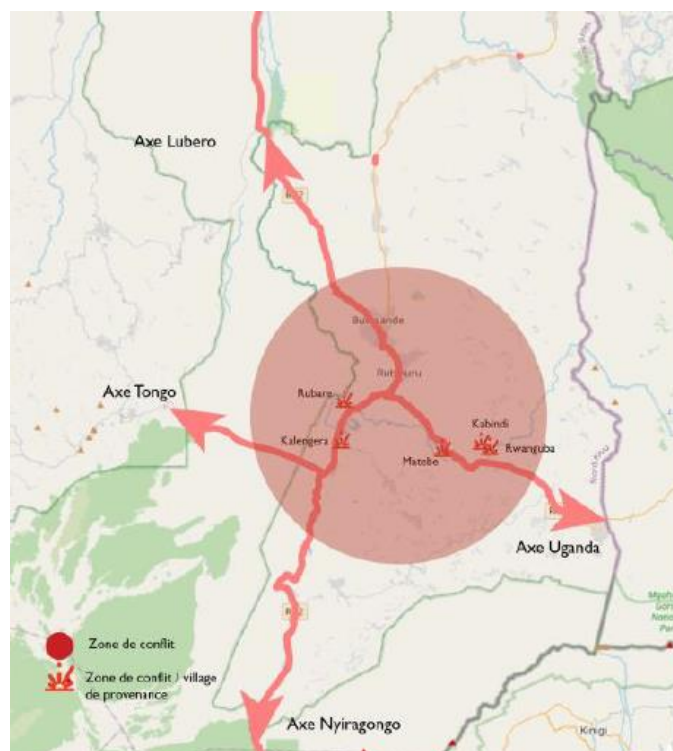 Axe Lubero
Rutshuru
Axe Tongo
Rubare
Kabindi
Kalengera
Rwanguba
Matebe
Axe Uganda
Zone de conflit
Zone de conflit / village
de provenance
Axe Nyiragongo
Kinigi